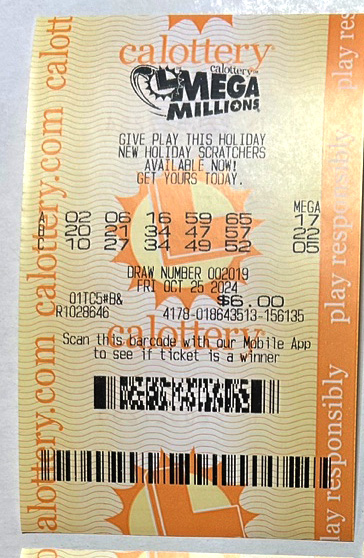 calottery
calottery
MEGA
MILLIONS
GIVE PLAY THIS HOLIDAY
NEW HOLIDAY SCRATCHERS
AVAILABLE NOW!
GET YOURS TODAY.
MEGA
A 02 06 16 59 65 17
B 20 21 34 47 57 22
C 10 27 34 49 52 05
DRAW NUMBER 002019
FRI OCT 25 2024
01TC5#B& $6.00
R1028646 4178-018643513-156135
calottery
Scan this barcode with our Mobile App
to see if ticket is a winner
alottery.com calottery.com calott
play responsibly play responsibly play res